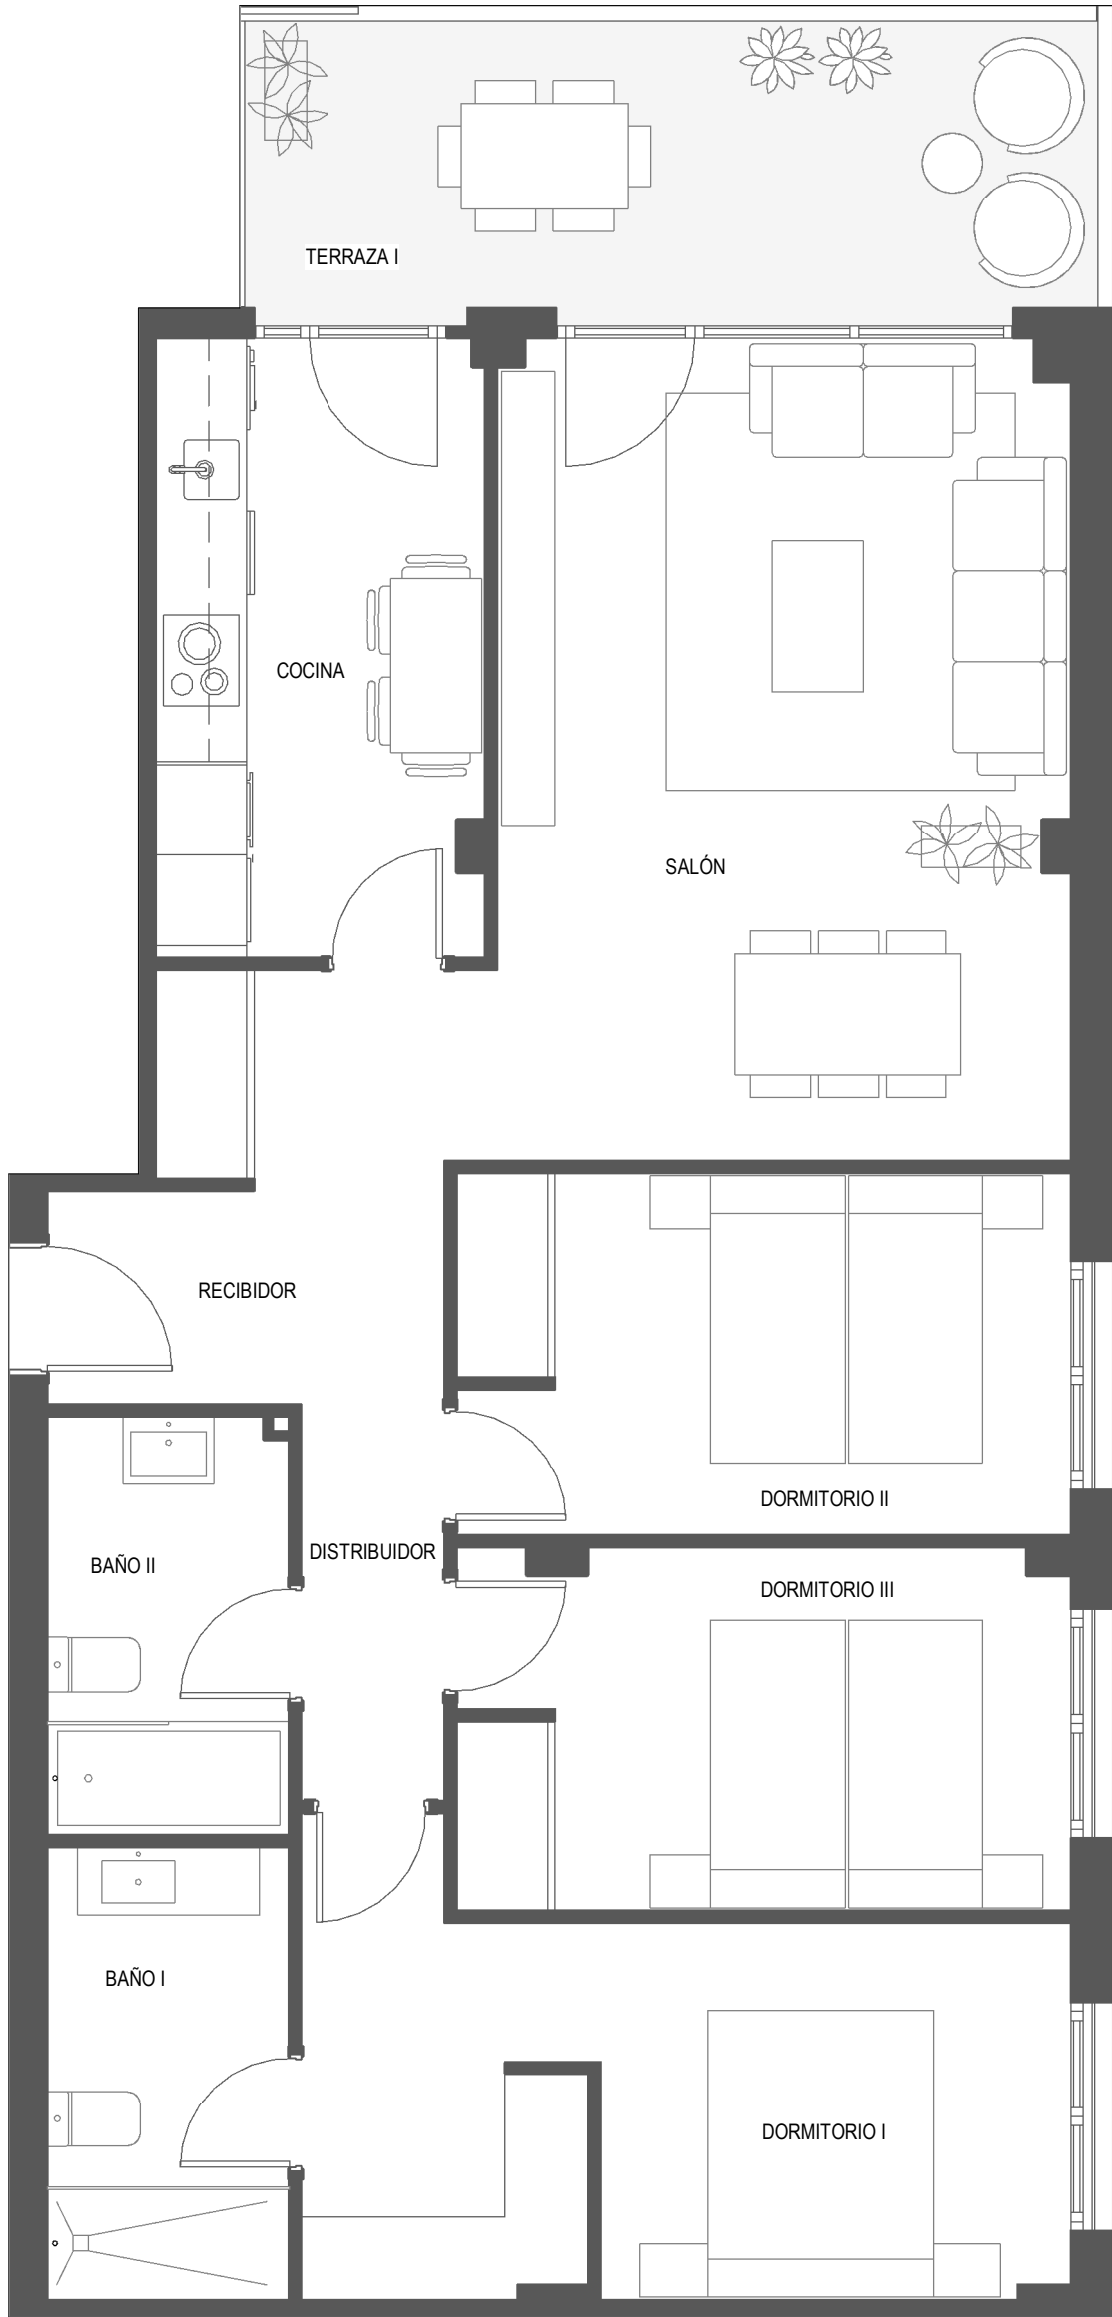 TERRAZA I
COCINA
SALÓN
RECIBIDOR
DORMITORIO II
DISTRIBUIDOR
BAÑO II
DORMITORIO III
BAÑO I
DORMITORIO I